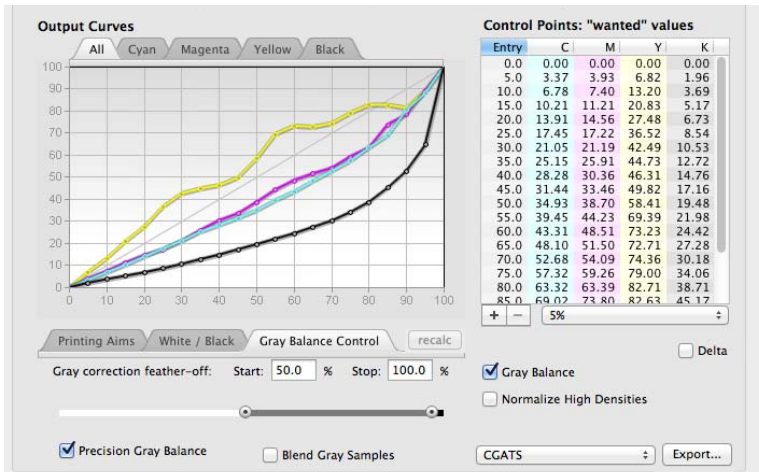 Output Curves
All Cyan Magenta Yellow Black
100
90
80
70
60
50
40
30
20
10
0
0 10 20 30 40 50 60 70 80 90 100
Printing Aims White / Black Gray Balance Control recalc
Gray correction feather-off: Start: 50.0 % Stop: 100.0 %
Precision Gray Balance Blend Gray Samples
Control Points: "wanted" values
Entry C M Y K
0.0 0.00 0.00 0.00 0.00
5.0 3.37 3.93 6.82 1.96
10.0 6.78 7.40 13.20 3.69
15.0 10.21 11.21 20.83 5.17
20.0 13.91 14.56 27.48 6.73
25.0 17.45 17.22 36.52 8.54
30.0 21.05 21.19 42.49 10.53
35.0 25.15 25.91 44.73 12.72
40.0 28.28 30.36 46.31 14.76
45.0 31.44 33.46 49.82 17.16
50.0 34.93 38.70 58.41 19.48
55.0 39.45 44.23 69.39 21.98
60.0 43.31 48.51 73.23 24.42
65.0 48.10 51.50 72.71 27.28
70.0 52.68 54.09 74.36 30.18
75.0 57.32 59.26 79.00 34.06
80.0 63.32 63.39 82.71 38.71
85.0 69.02 73.80 82.63 45.17
+ − 5%
Delta
Gray Balance
Normalize High Densities
CGATS Export...